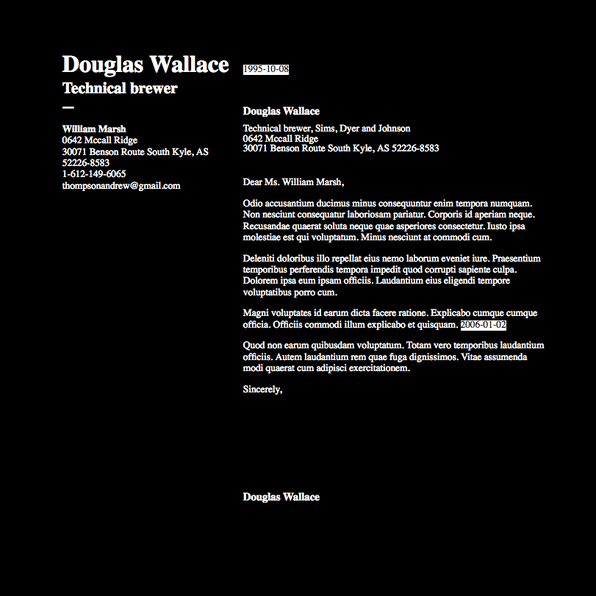 Douglas Wallace
Technical brewer
—
William Marsh
0642 Mccall Ridge
30071 Benson Route South Kyle, AS
52226-8583
1-612-149-6065
thompsonandrew@gmail.com
1995-10-08
Douglas Wallace
Technical brewer, Sims, Dyer and Johnson
0642 Mccall Ridge
30071 Benson Route South Kyle, AS 52226-8583
Dear Ms. William Marsh,
Odio accusantium ducimus minus consequuntur enim tempora numquam.
Non nesciunt consequatur laboriosam pariatur. Corporis id aperiam neque.
Recusandae quaerat soluta neque quae asperiores consectetur. Iusto ipsa
molestiae est qui voluptatum. Minus nesciunt at commodi cum.
Deleniti doloribus illo repellat eius nemo laborum eveniet iure. Praesentium
temporibus perferendis tempora impedit quod corrupti sapiente culpa.
Dolorem ipsa eum ipsam officiis. Laudantium eius eligendi tempore
voluptatibus porro cum.
Magni voluptates id earum dicta facere ratione. Explicabo cumque cumque
officia. Officiis commodi illum explicabo et quisquam. 2006-01-02
Quod non earum quibusdam voluptatum. Totam vero temporibus laudantium
officiis. Autem laudantium rem quae fuga dignissimos. Vitae assumenda
modi quaerat cum adipisci exercitationem.
Sincerely,
Douglas Wallace